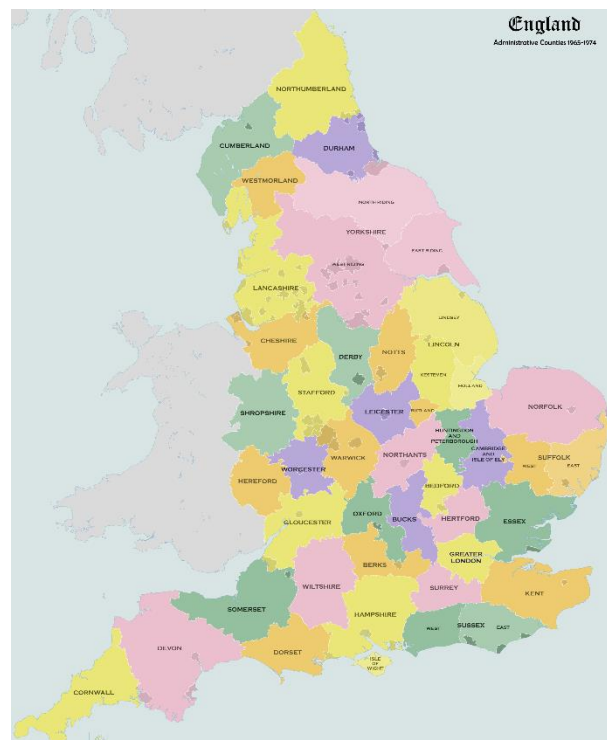 England
Administrative Counties 1965-1974
NORTHUMBERLAND
CUMBERLAND
DURHAM
WESTMORLAND
NORTH RIDING
YORKSHIRE
EAST RIDING
WEST RIDING
LANCASHIRE
LINDSEY
CHESHIRE
DERBY
NOTTS
LINCOLN
KESTEVEN
HOLLAND
STAFFORD
SHROPSHIRE
LEICESTER
RUTLAND
NORFOLK
HUNTINGDON
AND
PETERBOROUGH
CAMBRIDGE
AND
ISLE OF ELY
SUFFOLK
WEST
EAST
WARWICK
NORTHANTS
WORCESTER
HEREFORD
BEDFORD
GLOUCESTER
OXFORD
BUCKS
HERTFORD
ESSEX
GREATER
LONDON
BERKS
WILTSHIRE
SURREY
KENT
SOMERSET
HAMPSHIRE
WEST
SUSSEX
EAST
DEVON
DORSET
ISLE
OF
WIGHT
CORNWALL